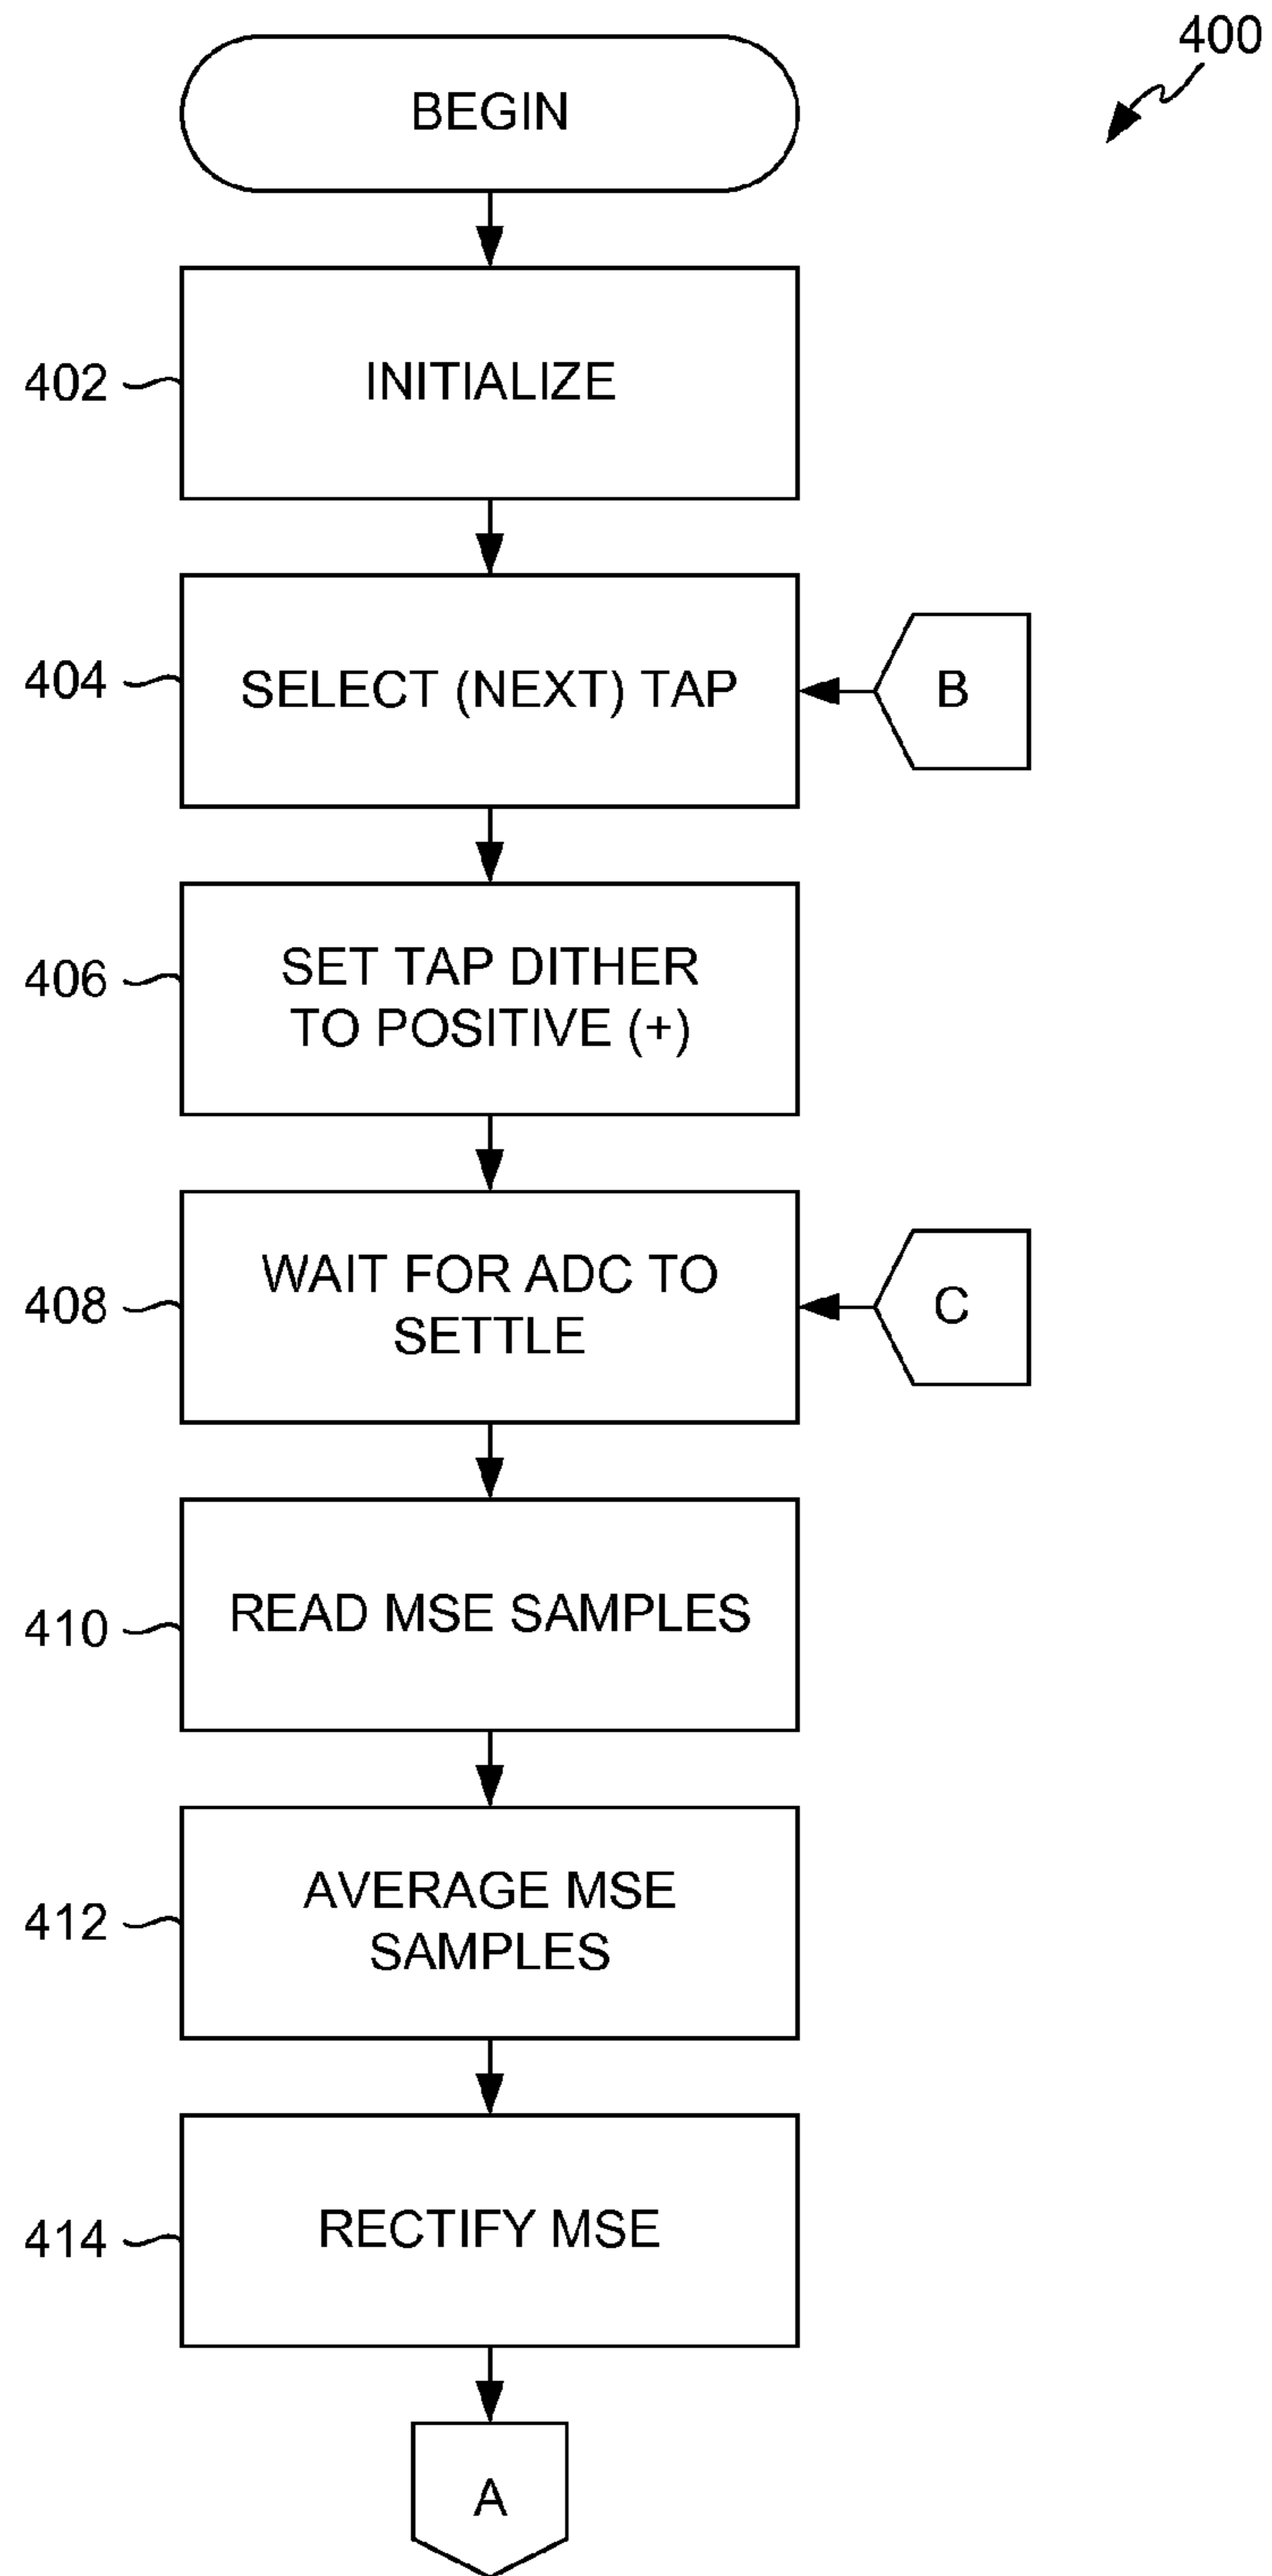 400
BEGIN
402
INITIALIZE
404
SELECT (NEXT) TAP
B
406
SET TAP DITHER
TO POSITIVE (+)
408
WAIT FOR ADC TO
SETTLE
C
410
READ MSE SAMPLES
412
AVERAGE MSE
SAMPLES
414
RECTIFY MSE
A